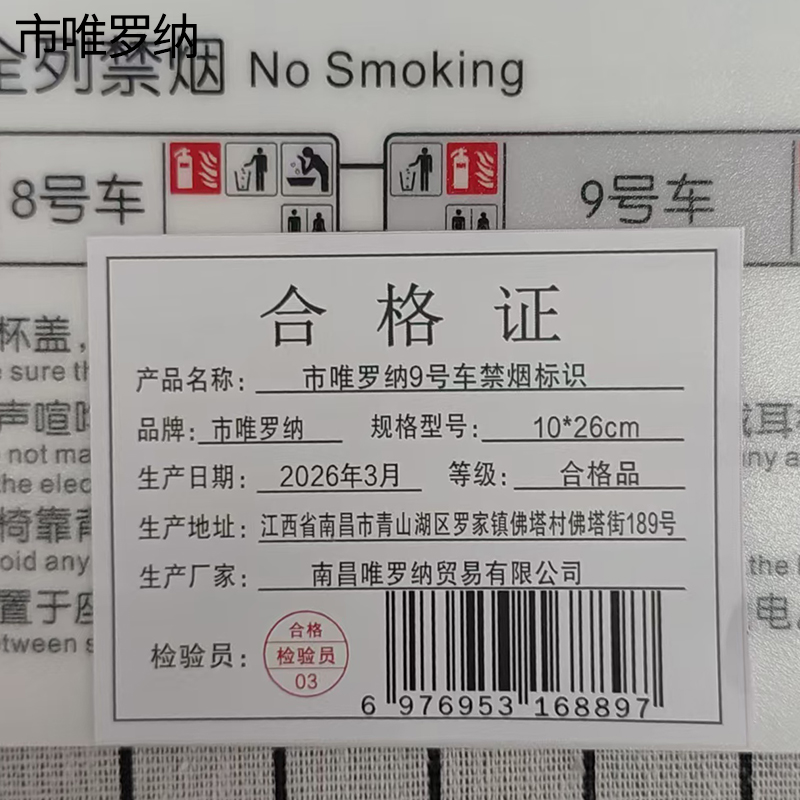 市唯罗纳
全列禁烟 No Smoking
8号车
9号车
杯盖，
sure th
声喧哗
not ma
any a
the elec
椅靠背
oid any
the
置于座
电
tween s
合格证
产品名称：市唯罗纳9号车禁烟标识
品牌：市唯罗纳 规格型号：10*26cm
生产日期：2026年3月 等级：合格品
生产地址：江西省南昌市青山湖区罗家镇佛塔村佛塔街189号
生产厂家：南昌唯罗纳贸易有限公司
检验员：
合格
检验员
03
6 976953 168897